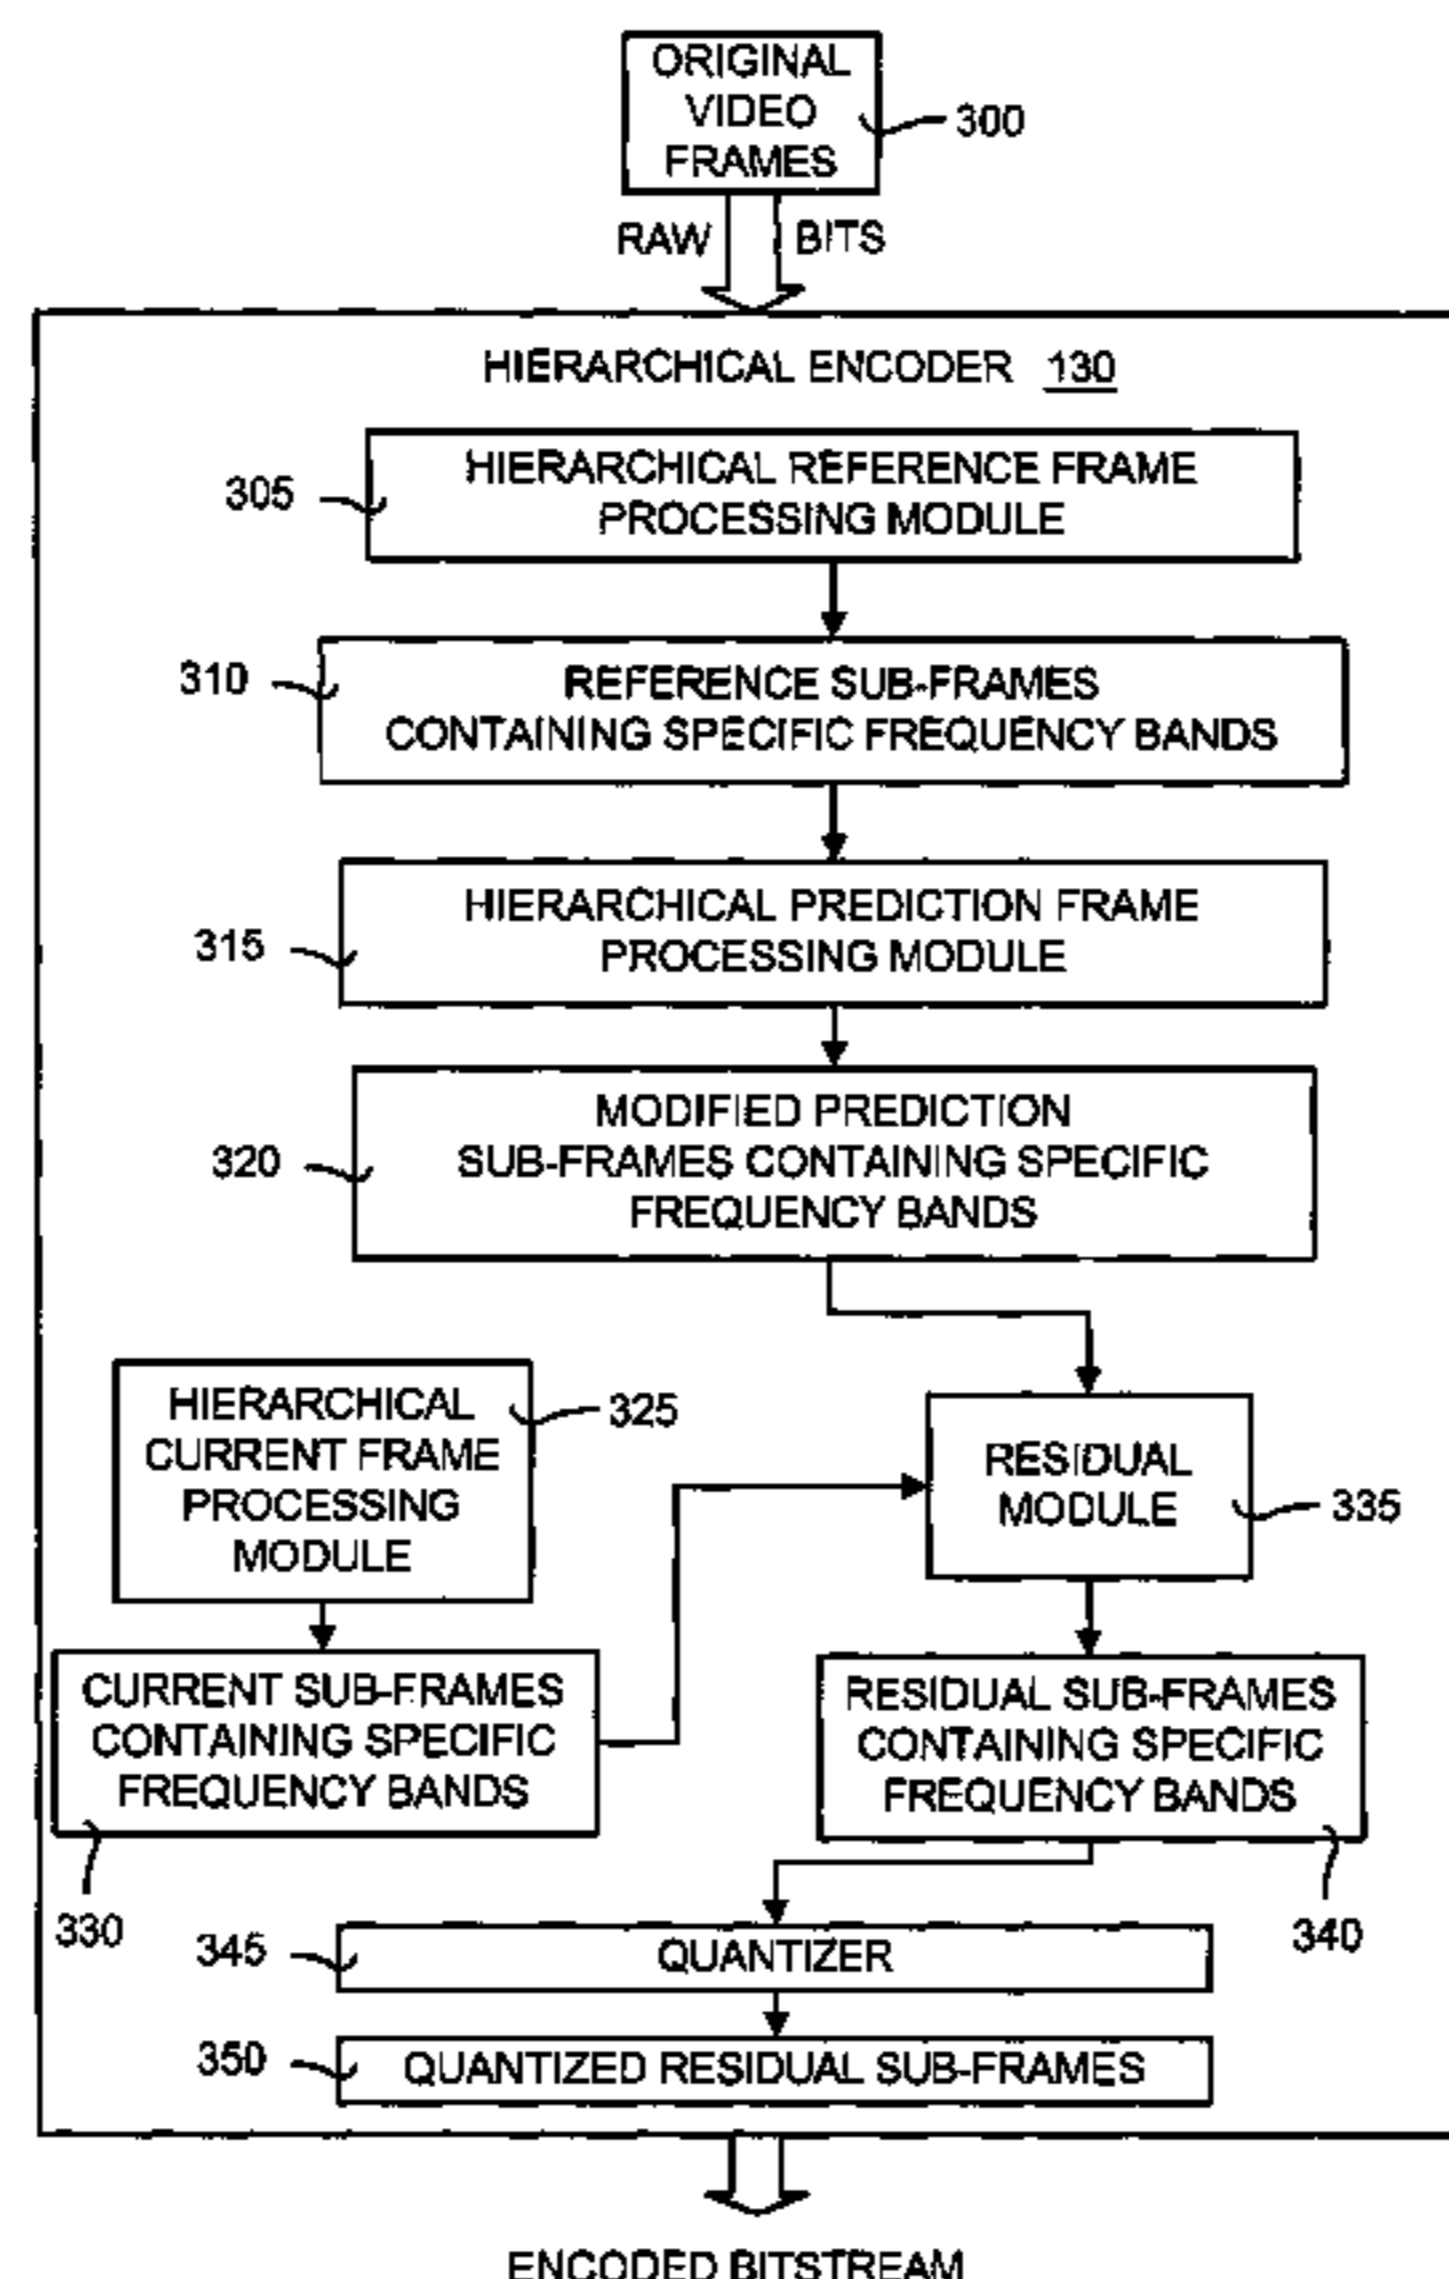 ORIGINAL
VIDEO
FRAMES
300
RAW BITS
HIERARCHICAL ENCODER 130
HIERARCHICAL REFERENCE FRAME
PROCESSING MODULE
305
REFERENCE SUB-FRAMES
CONTAINING SPECIFIC FREQUENCY BANDS
310
HIERARCHICAL PREDICTION FRAME
PROCESSING MODULE
315
MODIFIED PREDICTION
SUB-FRAMES CONTAINING SPECIFIC
FREQUENCY BANDS
320
HIERARCHICAL
CURRENT FRAME
PROCESSING
MODULE
325
RESIDUAL
MODULE
335
CURRENT SUB-FRAMES
CONTAINING SPECIFIC
FREQUENCY BANDS
330
RESIDUAL SUB-FRAMES
CONTAINING SPECIFIC
FREQUENCY BANDS
340
345
QUANTIZER
350
QUANTIZED RESIDUAL SUB-FRAMES
ENCODED BITSTREAM